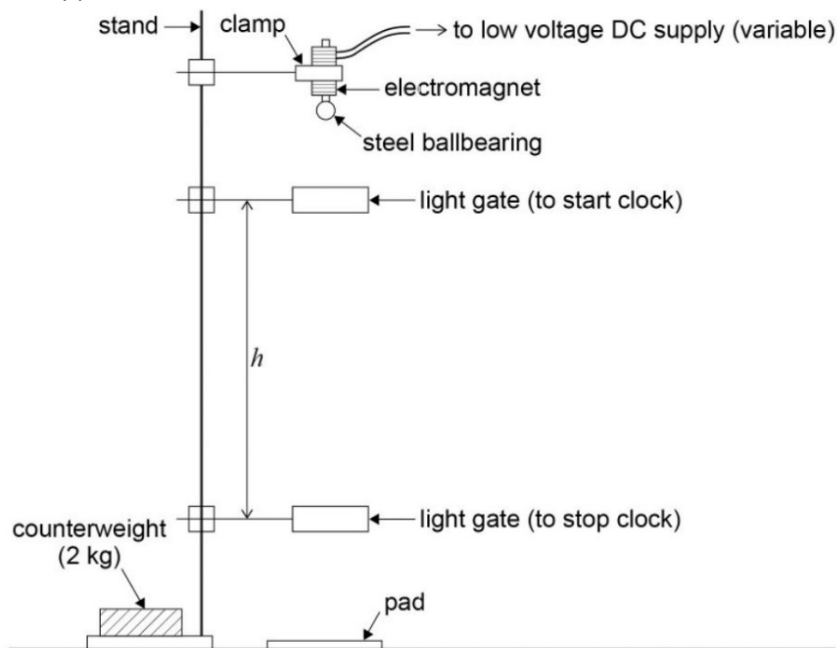 stand
clamp
to low voltage DC supply (variable)
electromagnet
steel ballbearing
light gate (to start clock)
h
light gate (to stop clock)
counterweight
(2 kg)
pad